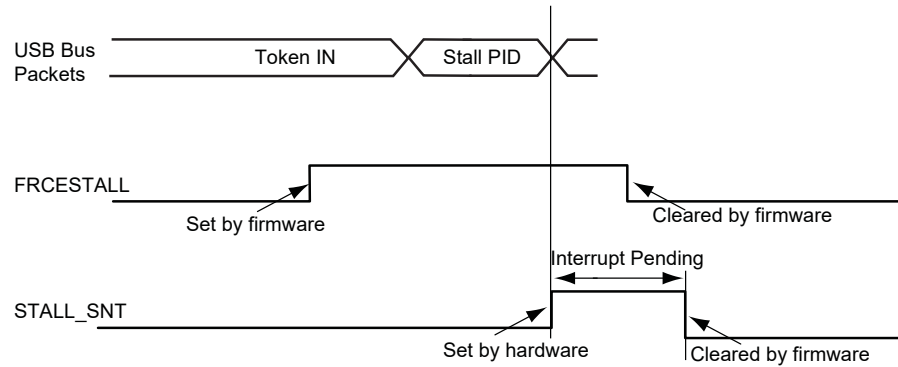 USB Bus
Packets
Token IN
Stall PID
FRCESTALL
Set by firmware
Cleared by firmware
Interrupt Pending
STALL_SNT
Set by hardware
Cleared by firmware